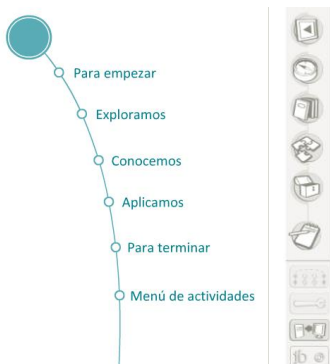 Para empezar
Exploramos
Conocemos
Aplicamos
Para terminar
Menú de actividades